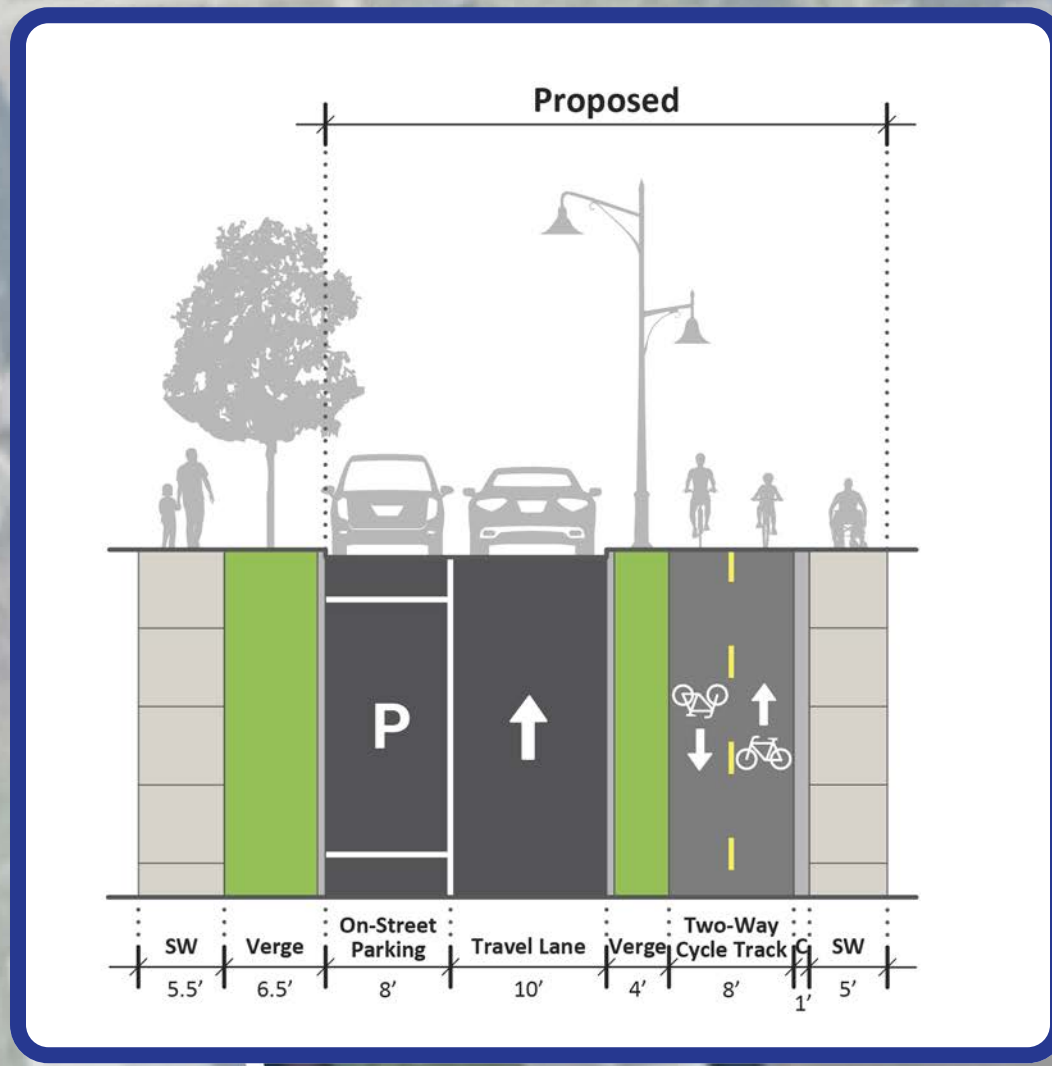 Proposed
P
SW
Verge
On-Street
Parking
Travel Lane
Verge
Two-Way
Cycle Track
C
SW
5.5’
6.5’
8’
10’
4’
8’
1’
5’